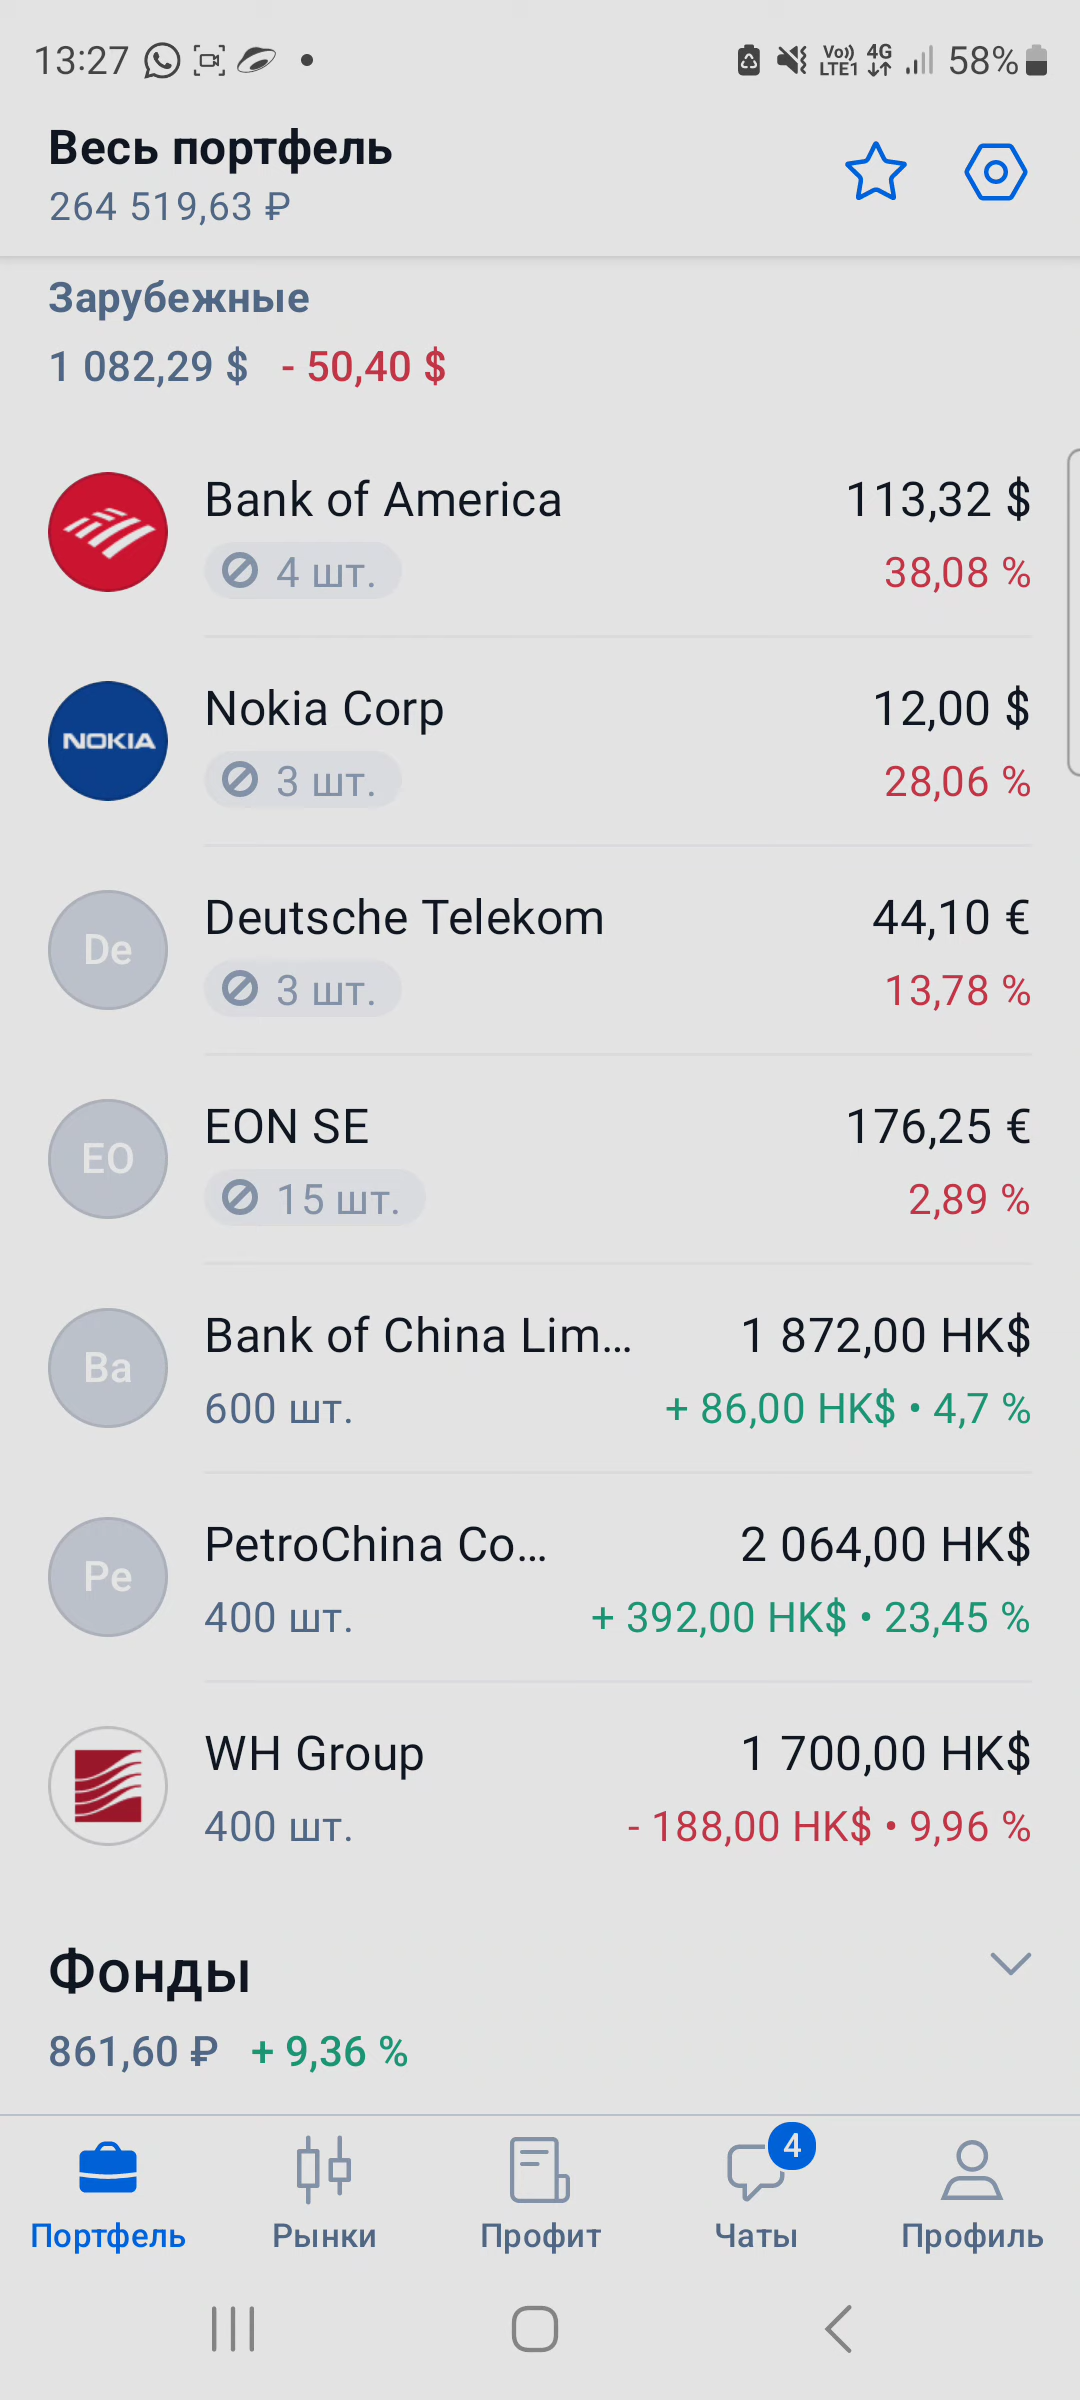 13:27 Vo)) LTE1 4G 58%
Весь портфель
264 519,63 ₽
Зарубежные
1 082,29 $ - 50,40 $
Bank of America 113,32 $
4 шт. 38,08 %
NOKIA
Nokia Corp 12,00 $
3 шт. 28,06 %
De
Deutsche Telekom 44,10 €
3 шт. 13,78 %
EO
EON SE 176,25 €
15 шт. 2,89 %
Ba
Bank of China Lim... 1 872,00 HK$
600 шт. + 86,00 HK$ • 4,7 %
Pe
PetroChina Co... 2 064,00 HK$
400 шт. + 392,00 HK$ • 23,45 %
WH Group 1 700,00 HK$
400 шт. - 188,00 HK$ • 9,96 %
Фонды
861,60 ₽ + 9,36 %
4
Портфель Рынки Профит Чаты Профиль